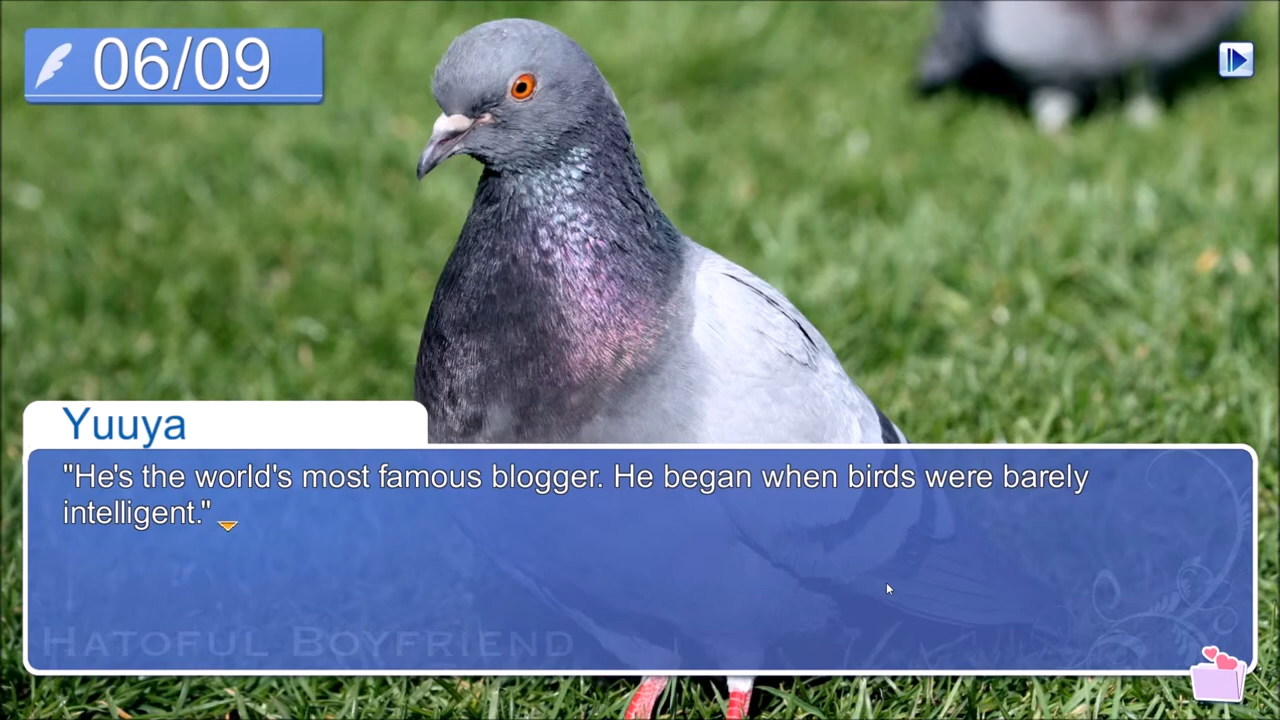 06/09
Yuuya
"He's the world's most famous blogger. He began when birds were barely
intelligent."
HATOFUL BOYFRIEND